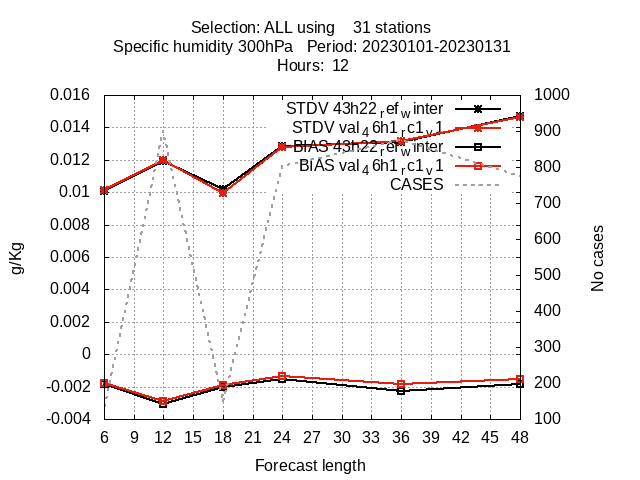 Selection: ALL using    31 stations
Specific humidity 300hPa   Period: 20230101-20230131
Hours:  12
STDV 43h22_ref_winter
STDV val_46h1_rc1_v1
BIAS 43h22_ref_winter
BIAS val_46h1_rc1_v1
CASES
0.016
0.014
0.012
0.01
0.008
0.006
0.004
0.002
0
-0.002
-0.004
g/Kg
1000
900
800
700
600
500
400
300
200
100
No cases
6 9 12 15 18 21 24 27 30 33 36 39 42 45 48
Forecast length